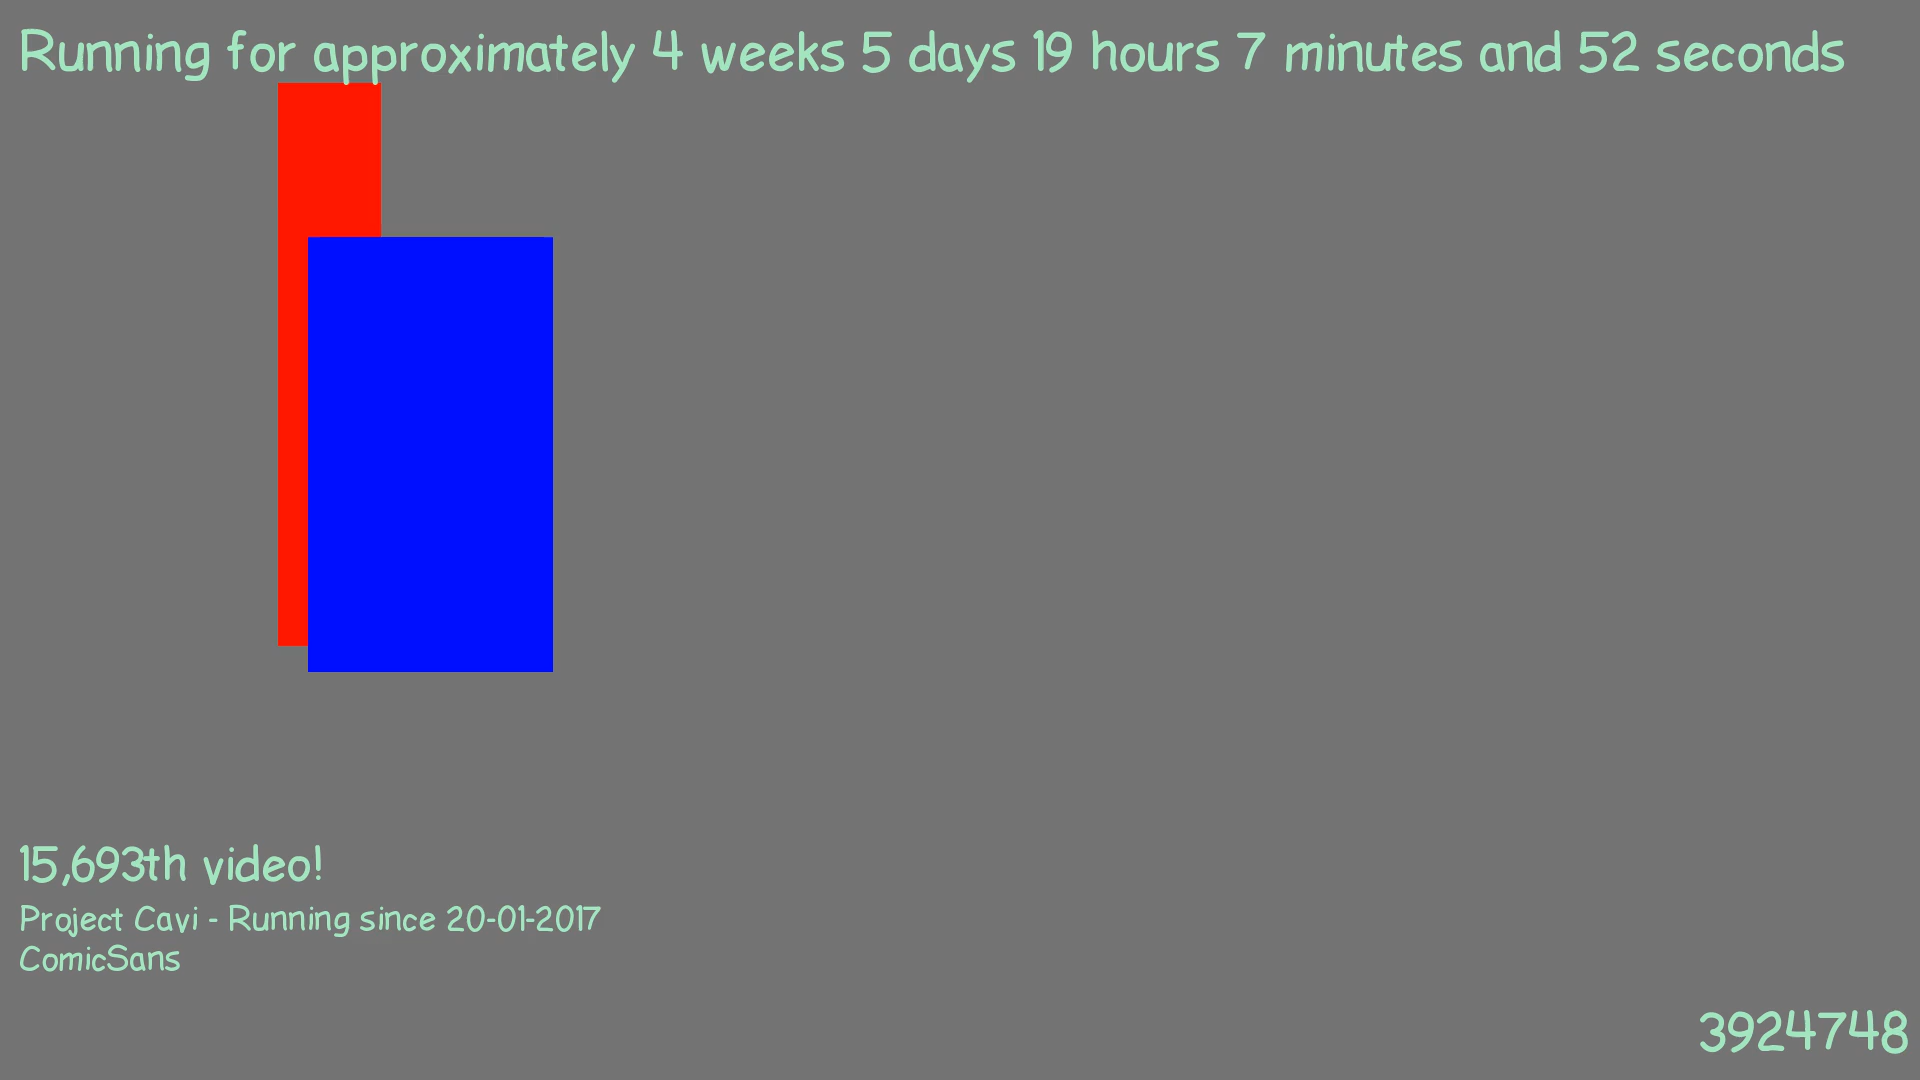 Running for approximately 4 weeks 5 days 19 hours 7 minutes and 52 seconds
15,693th video!
Project Cavi - Running since 20-01-2017
ComicSans
3924748